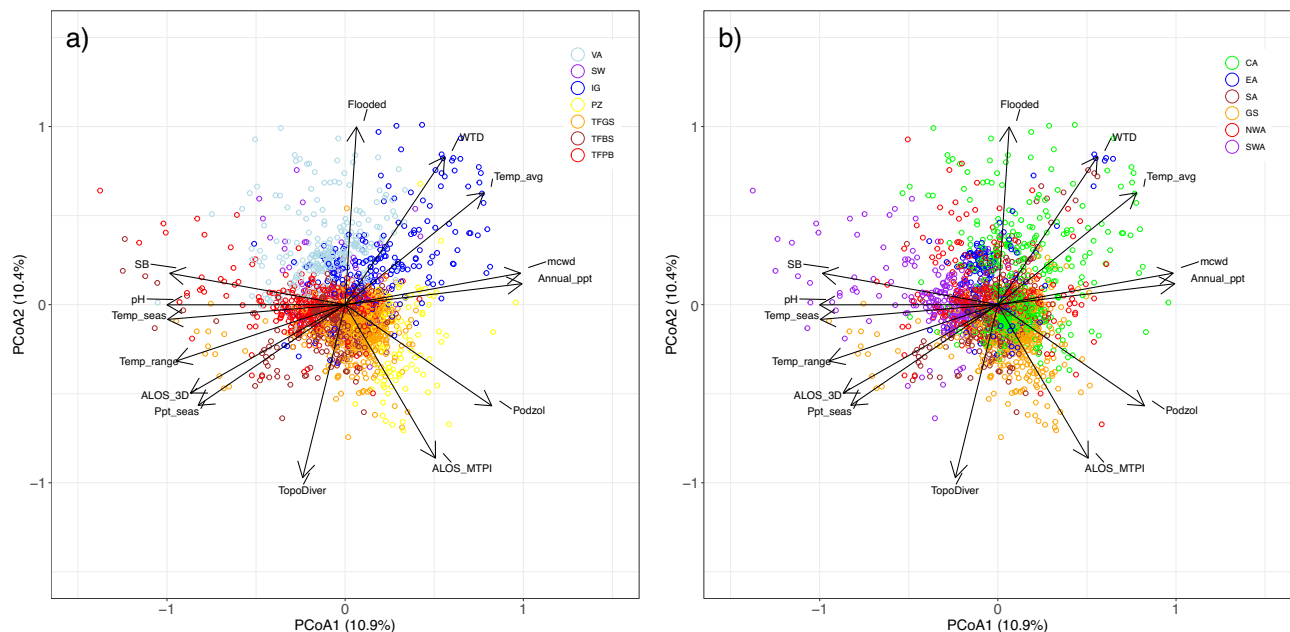 a)
VA
SW
IG
PZ
TFGS
TFBS
TFPB
Flooded
WTD
Temp_avg
SB
mcwd
pH
Annual_ppt
Temp_seas
Temp_range
ALOS_3D
Ppt_seas
Podzol
ALOS_MTPI
TopoDiver
1
0
−1
PCoA2 (10.4%)
−1
0
1
PCoA1 (10.9%)
b)
CA
EA
SA
GS
NWA
SWA
Flooded
WTD
Temp_avg
SB
mcwd
pH
Annual_ppt
Temp_seas
Temp_range
ALOS_3D
Ppt_seas
Podzol
ALOS_MTPI
TopoDiver
1
0
−1
PCoA2 (10.4%)
−1
0
1
PCoA1 (10.9%)